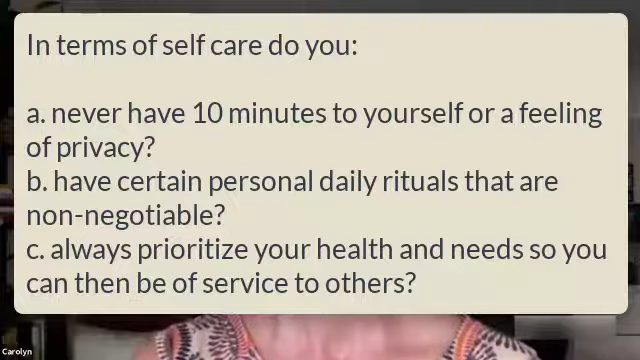 In terms of self care do you:
a. never have 10 minutes to yourself or a feeling
of privacy?
b. have certain personal daily rituals that are
non-negotiable?
c. always prioritize your health and needs so you
can then be of service to others?
Carolyn